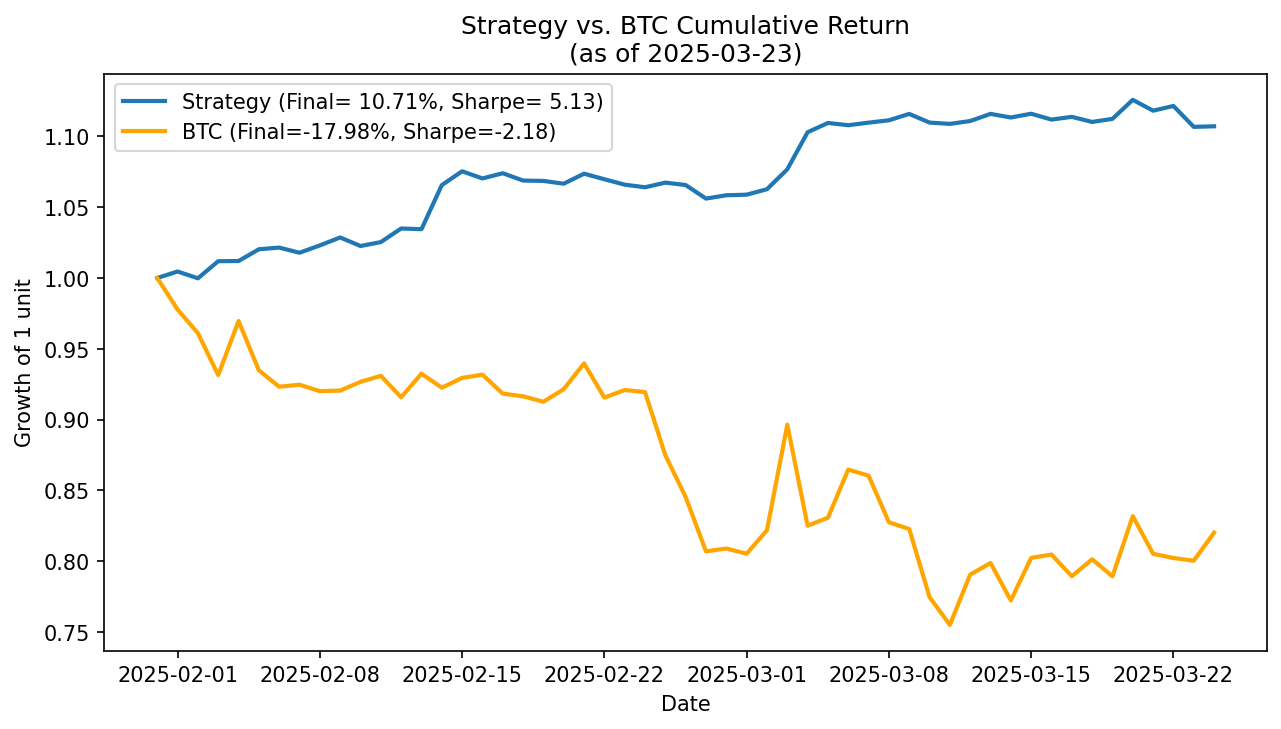 Strategy vs. BTC Cumulative Return
(as of 2025-03-23)
Strategy (Final= 10.71%, Sharpe= 5.13)
BTC (Final=-17.98%, Sharpe=-2.18)
Growth of 1 unit
1.10
1.05
1.00
0.95
0.90
0.85
0.80
0.75
2025-02-01 2025-02-08 2025-02-15 2025-02-22 2025-03-01 2025-03-08 2025-03-15 2025-03-22
Date